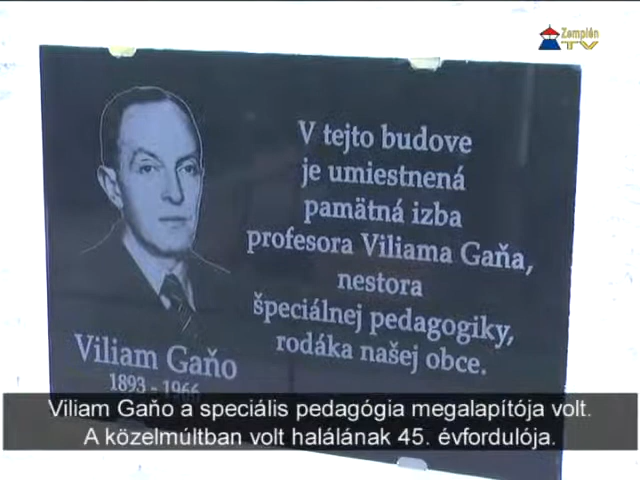 Zemplén
TV
V tejto budove
je umiestnená
pamätná izba
profesora Viliama Gaňa,
nestora
špeciálnej pedagogiky,
rodáka našej obce.
Viliam Gaňo
1893 - 1966
Viliam Gaňo a speciális pedagógia megalapítója volt.
A közelmúltban volt halálának 45. évfordulója.